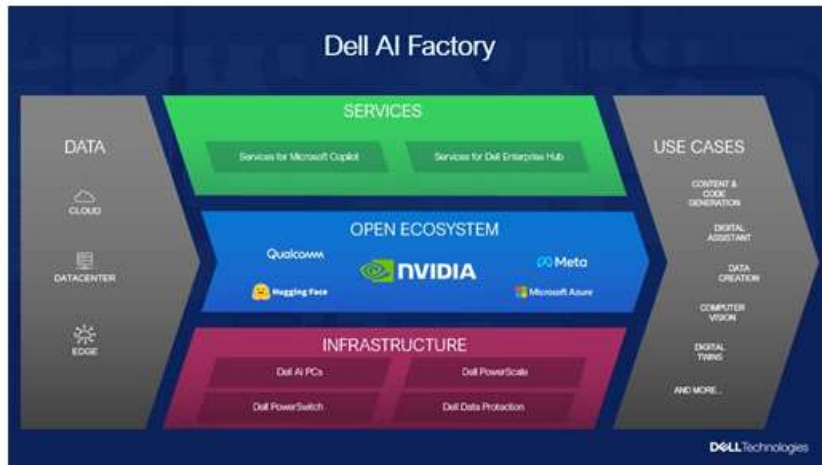 Dell AI Factory
DATA
CLOUD
DATACENTER
EDGE
SERVICES
Services for Microsoft Copilot
Services for Dell Enterprise Hub
OPEN ECOSYSTEM
Qualcomm
NVIDIA
Meta
Hugging Face
Microsoft Azure
INFRASTRUCTURE
Dell Ai PCs
Dell PowerScale
Dell PowerSwitch
Dell Data Protection
USE CASES
CONTENT &
CODE
GENERATION
DIGITAL
ASSISTANT
DATA
CREATION
COMPUTER
VISION
DIGITAL
TWINS
AND MORE...
DELL Technologies